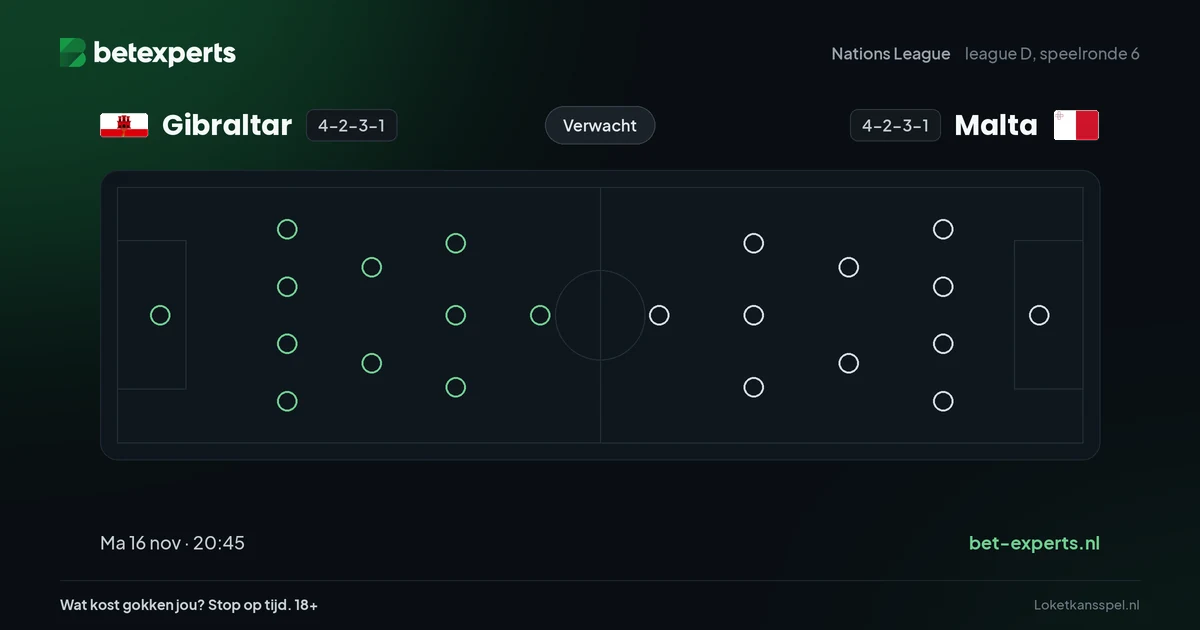 betexperts
Nations League league D, speelronde 6
Gibraltar 4-2-3-1 Verwacht 4-2-3-1 Malta
Ma 16 nov · 20:45
bet-experts.nl
Wat kost gokken jou? Stop op tijd. 18+
Loketkansspel.nl